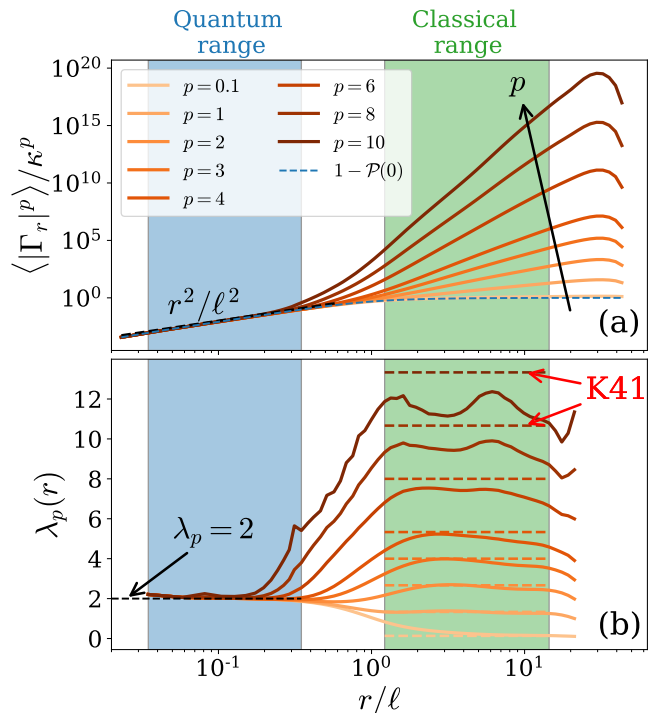 Quantum range
Classical range
⟨|Γ_r|^p⟩/κ^p
10^20
10^15
10^10
10^5
10^0
p = 0.1
p = 1
p = 2
p = 3
p = 4
p = 6
p = 8
p = 10
1 − 𝒫(0)
p
r^2/ℓ^2
(a)
λ_p(r)
12
10
8
6
4
2
0
K41
λ_p = 2
(b)
10^-1
10^0
10^1
r/ℓ